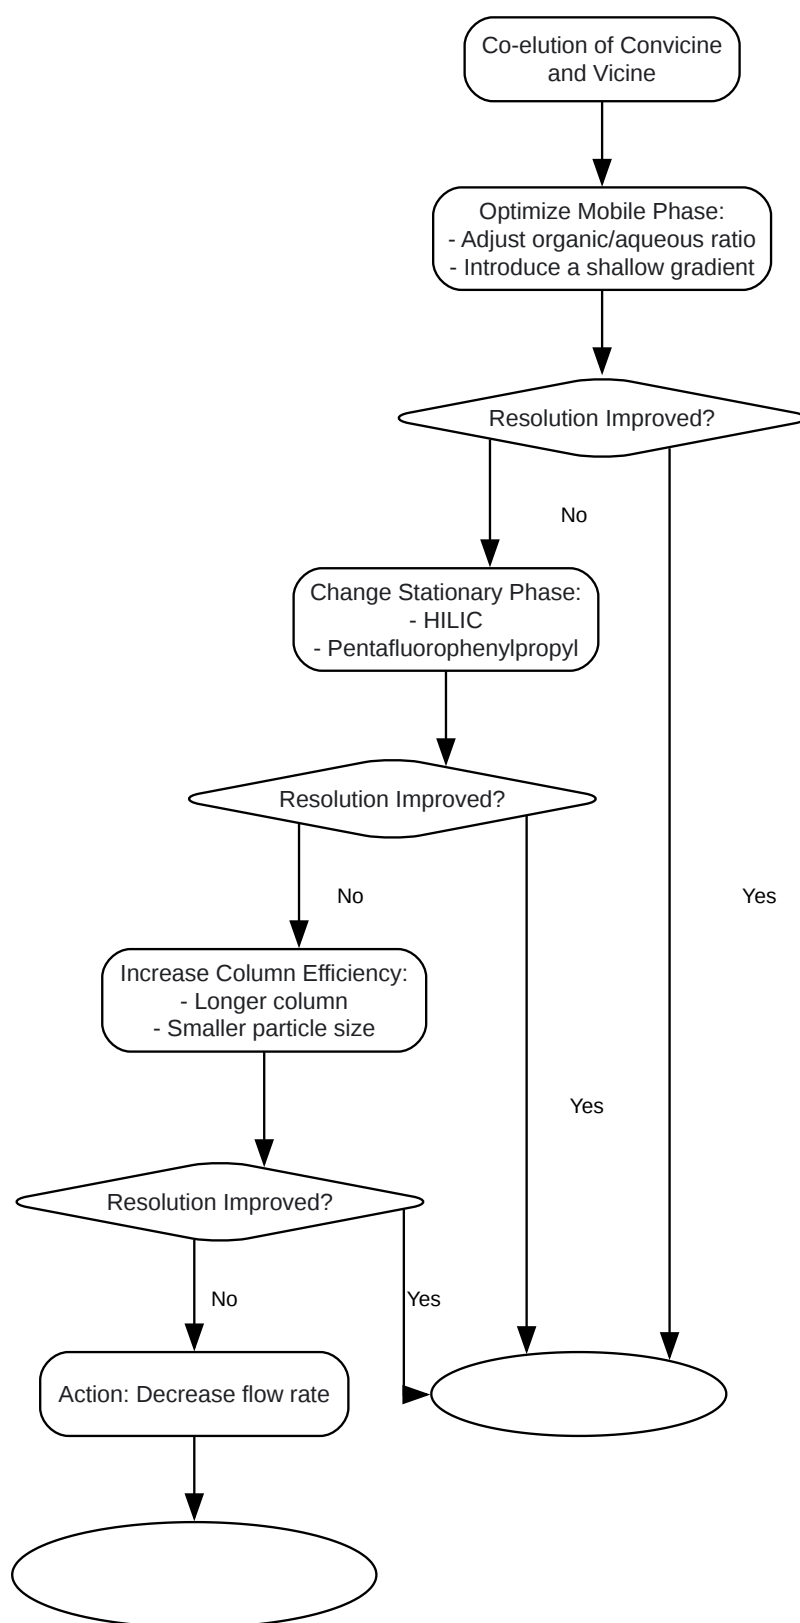 Co-elution of Convicine
and Vicine
Optimize Mobile Phase:
- Adjust organic/aqueous ratio
- Introduce a shallow gradient
Resolution Improved?
No
Change Stationary Phase:
- HILIC
- Pentafluorophenylpropyl
Resolution Improved?
No
Yes
Increase Column Efficiency:
- Longer column
- Smaller particle size
Yes
Resolution Improved?
No
Yes
Action: Decrease flow rate